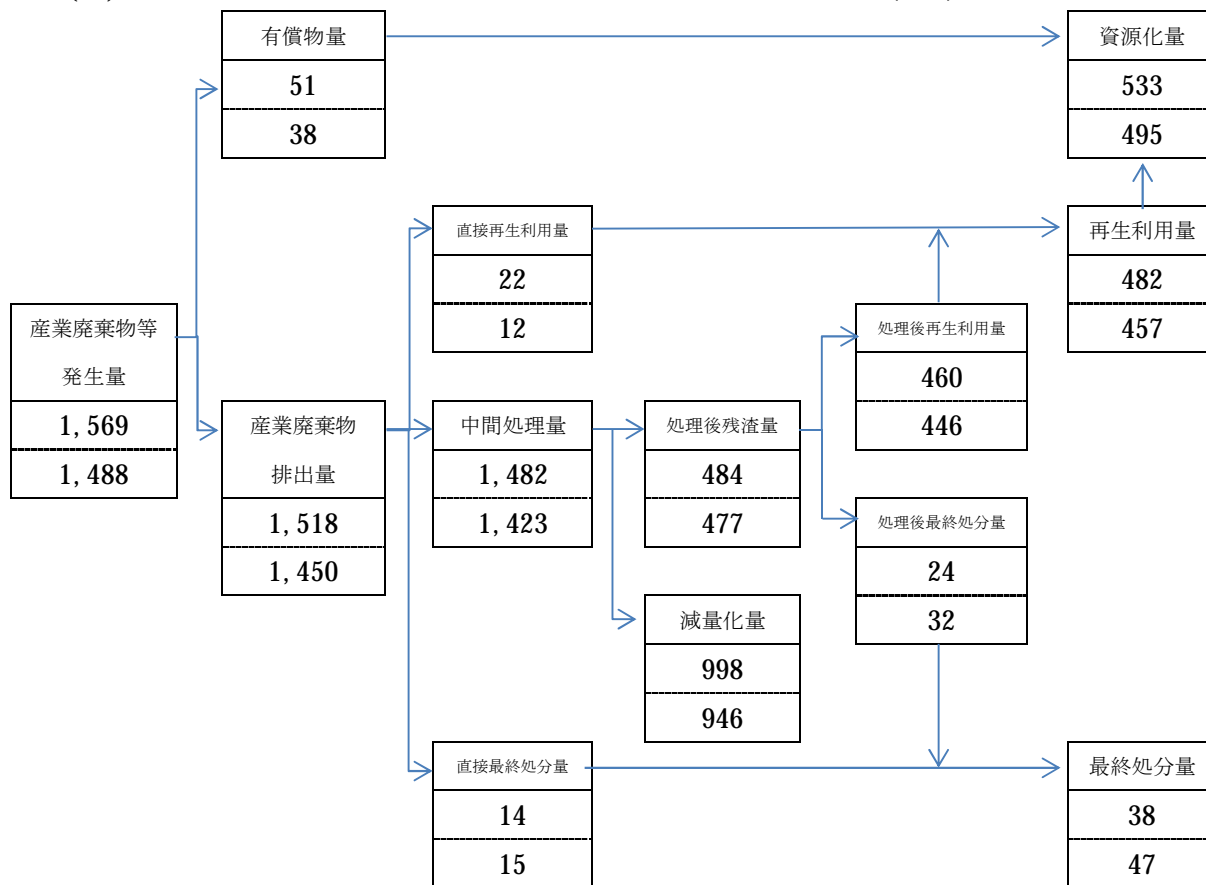 有償物量
51
38
資源化量
533
495
直接再生利用量
22
12
再生利用量
482
457
産業廃棄物等
発生量
1,569
1,488
処理後再生利用量
460
446
産業廃棄物
排出量
1,518
1,450
中間処理量
1,482
1,423
処理後残渣量
484
477
処理後最終処分量
24
32
減量化量
998
946
直接最終処分量
14
15
最終処分量
38
47